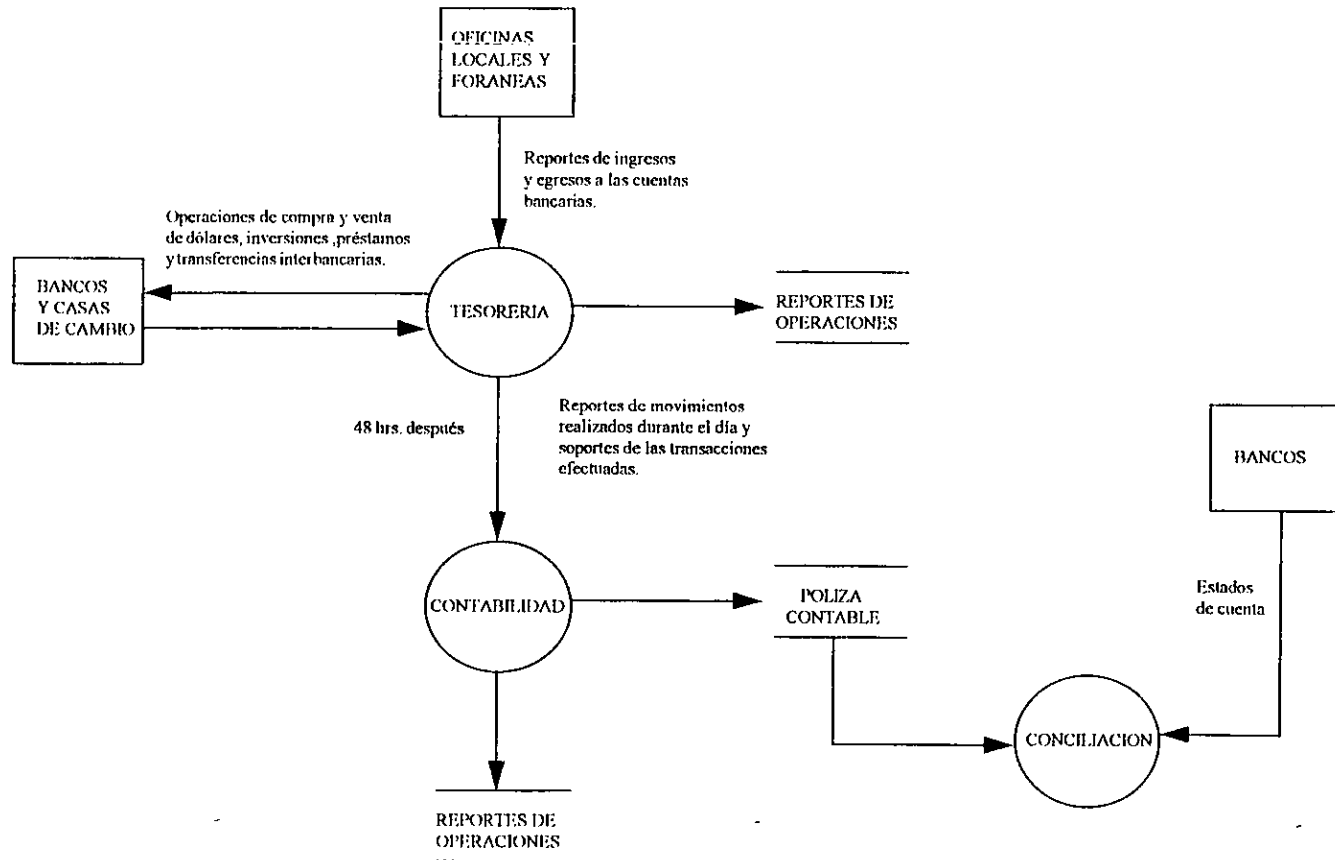 OFICINAS
LOCALES Y
FORANEAS
Reportes de ingresos
y egresos a las cuentas
bancarias.
Operaciones de compra y venta
de dólares, inversiones ,préstamos
y transferencias interbancarias.
BANCOS
Y CASAS
DE CAMBIO
TESORERIA
REPORTES DE
OPERACIONES
48 hrs. después
Reportes de movimientos
realizados durante el día y
soportes de las transacciones
efectuadas.
BANCOS
CONTABILIDAD
POLIZA
CONTABLE
Estados
de cuenta
CONCILIACION
REPORTES DE
OPERACIONES